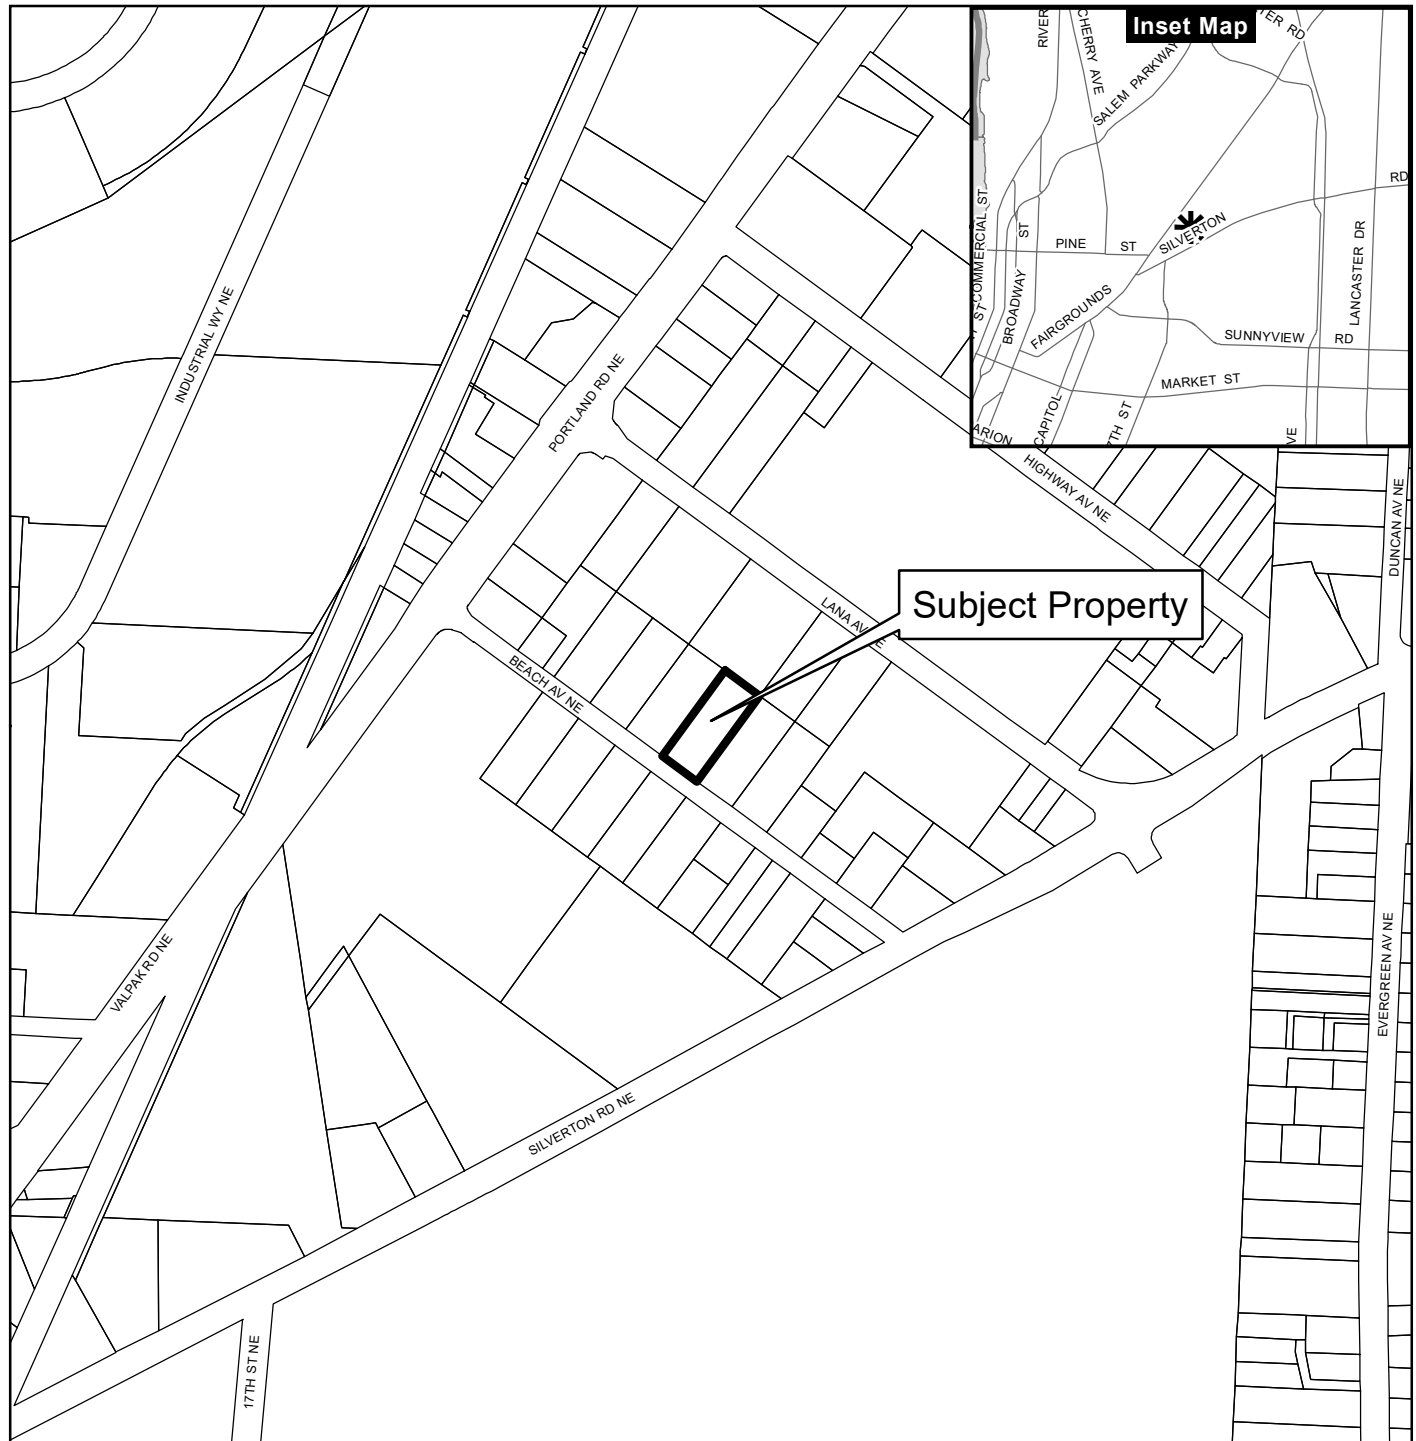 Inset Map
RIVER
CHERRY AVE
SALEM PARKWAY
TER RD
RD
COMMERCIAL ST
ST
PINE ST
SILVERTON
LANCASTER DR
BROADWAY
ST
FAIRGROUNDS
SUNNYVIEW RD
MARKET ST
CAPITOL
7TH ST
ARION
VE
INDUSTRIAL WY NE
PORTLAND RD NE
HIGHWAY AV NE
DUNCAN AV NE
Subject Property
LANA AV NE
BEACH AV NE
VALPAK RD NE
EVERGREEN AV NE
SILVERTON RD NE
17TH ST NE